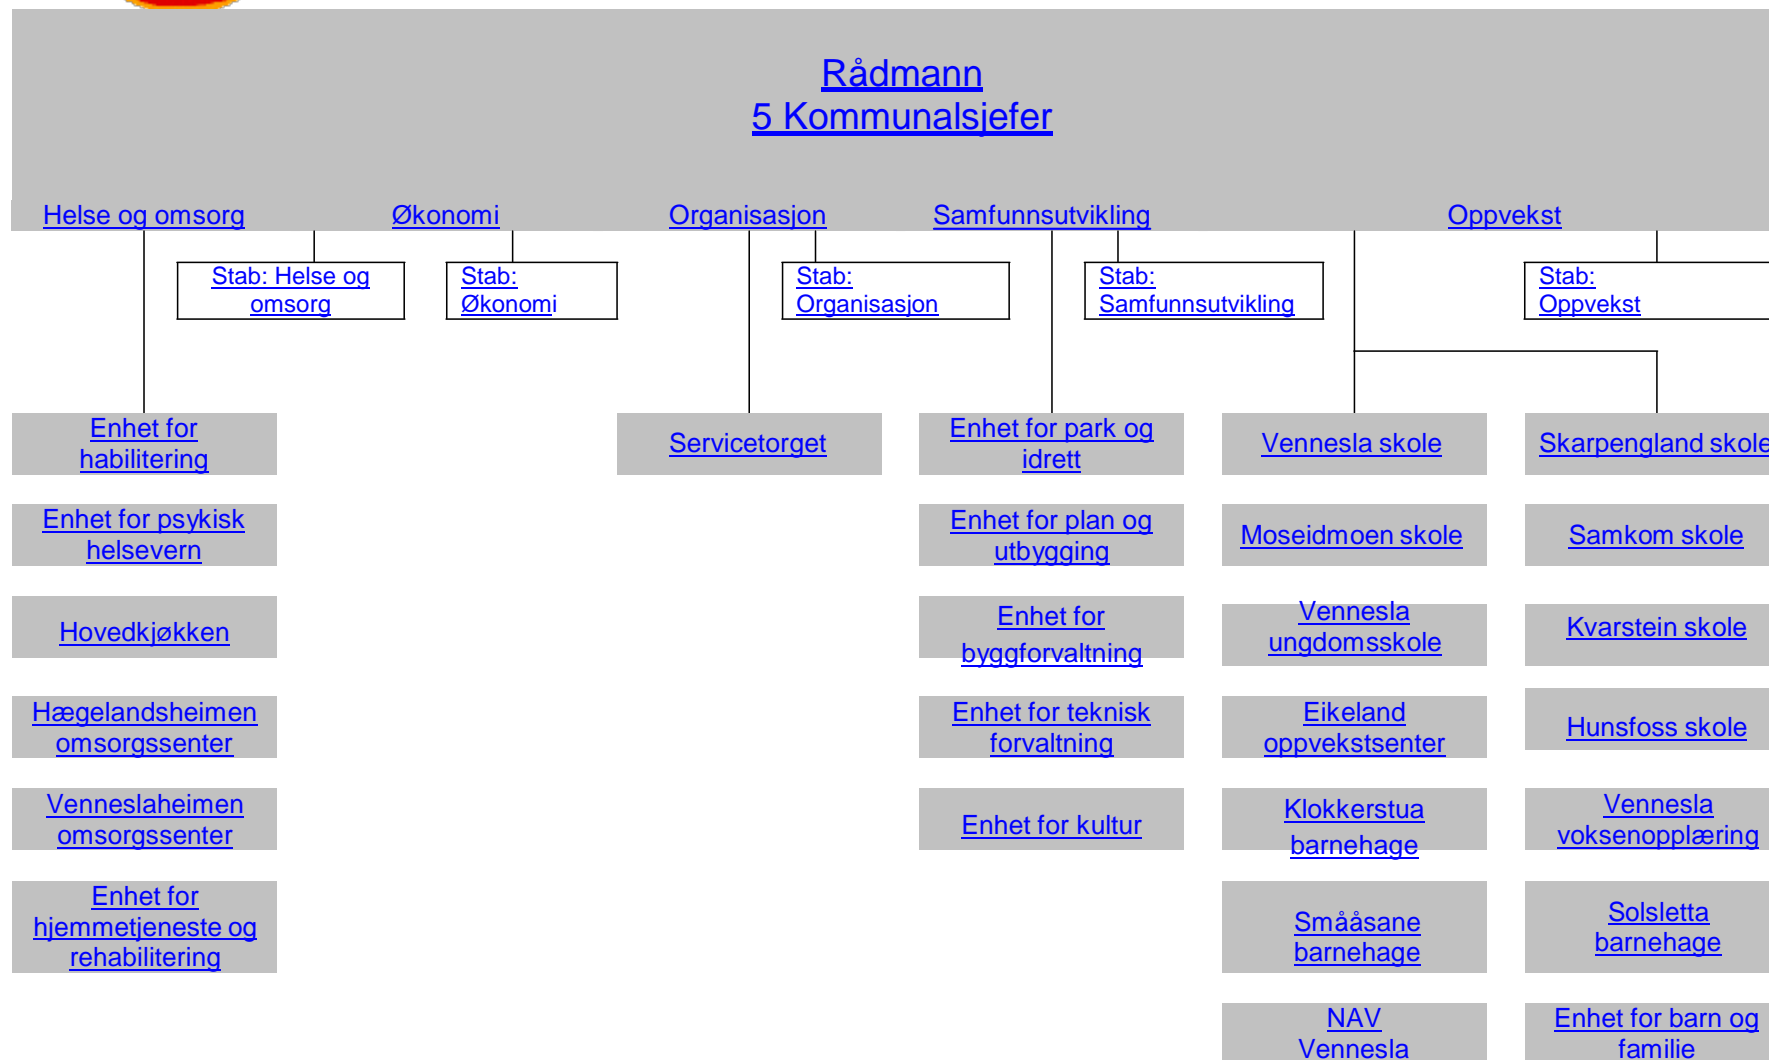 Rådmann
5 Kommunalsjefer
Helse og omsorg
Økonomi
Organisasjon
Samfunnsutvikling
Oppvekst
Stab: Helse og
omsorg
Stab:
Økonomi
Stab:
Organisasjon
Stab:
Samfunnsutvikling
Stab:
Oppvekst
Enhet for
habilitering
Servicetorget
Enhet for park og
idrett
Vennesla skole
Skarpengland skole
Enhet for psykisk
helsevern
Enhet for plan og
utbygging
Moseidmoen skole
Samkom skole
Hovedkjøkken
Enhet for
byggforvaltning
Vennesla
ungdomsskole
Kvarstein skole
Hægelandsheimen
omsorgssenter
Enhet for teknisk
forvaltning
Eikeland
oppvekstsenter
Hunsfoss skole
Venneslaheimen
omsorgssenter
Enhet for kultur
Klokkerstua
barnehage
Vennesla
voksenopplæring
Enhet for
hjemmetjeneste og
rehabilitering
Smååsane
barnehage
Solsletta
barnehage
NAV
Vennesla
Enhet for barn og
familie